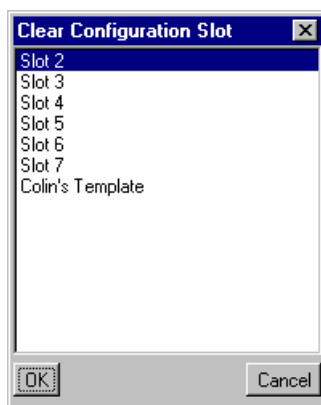 Clear Configuration Slot
Slot 2
Slot 3
Slot 4
Slot 5
Slot 6
Slot 7
Colin's Template
OK
Cancel